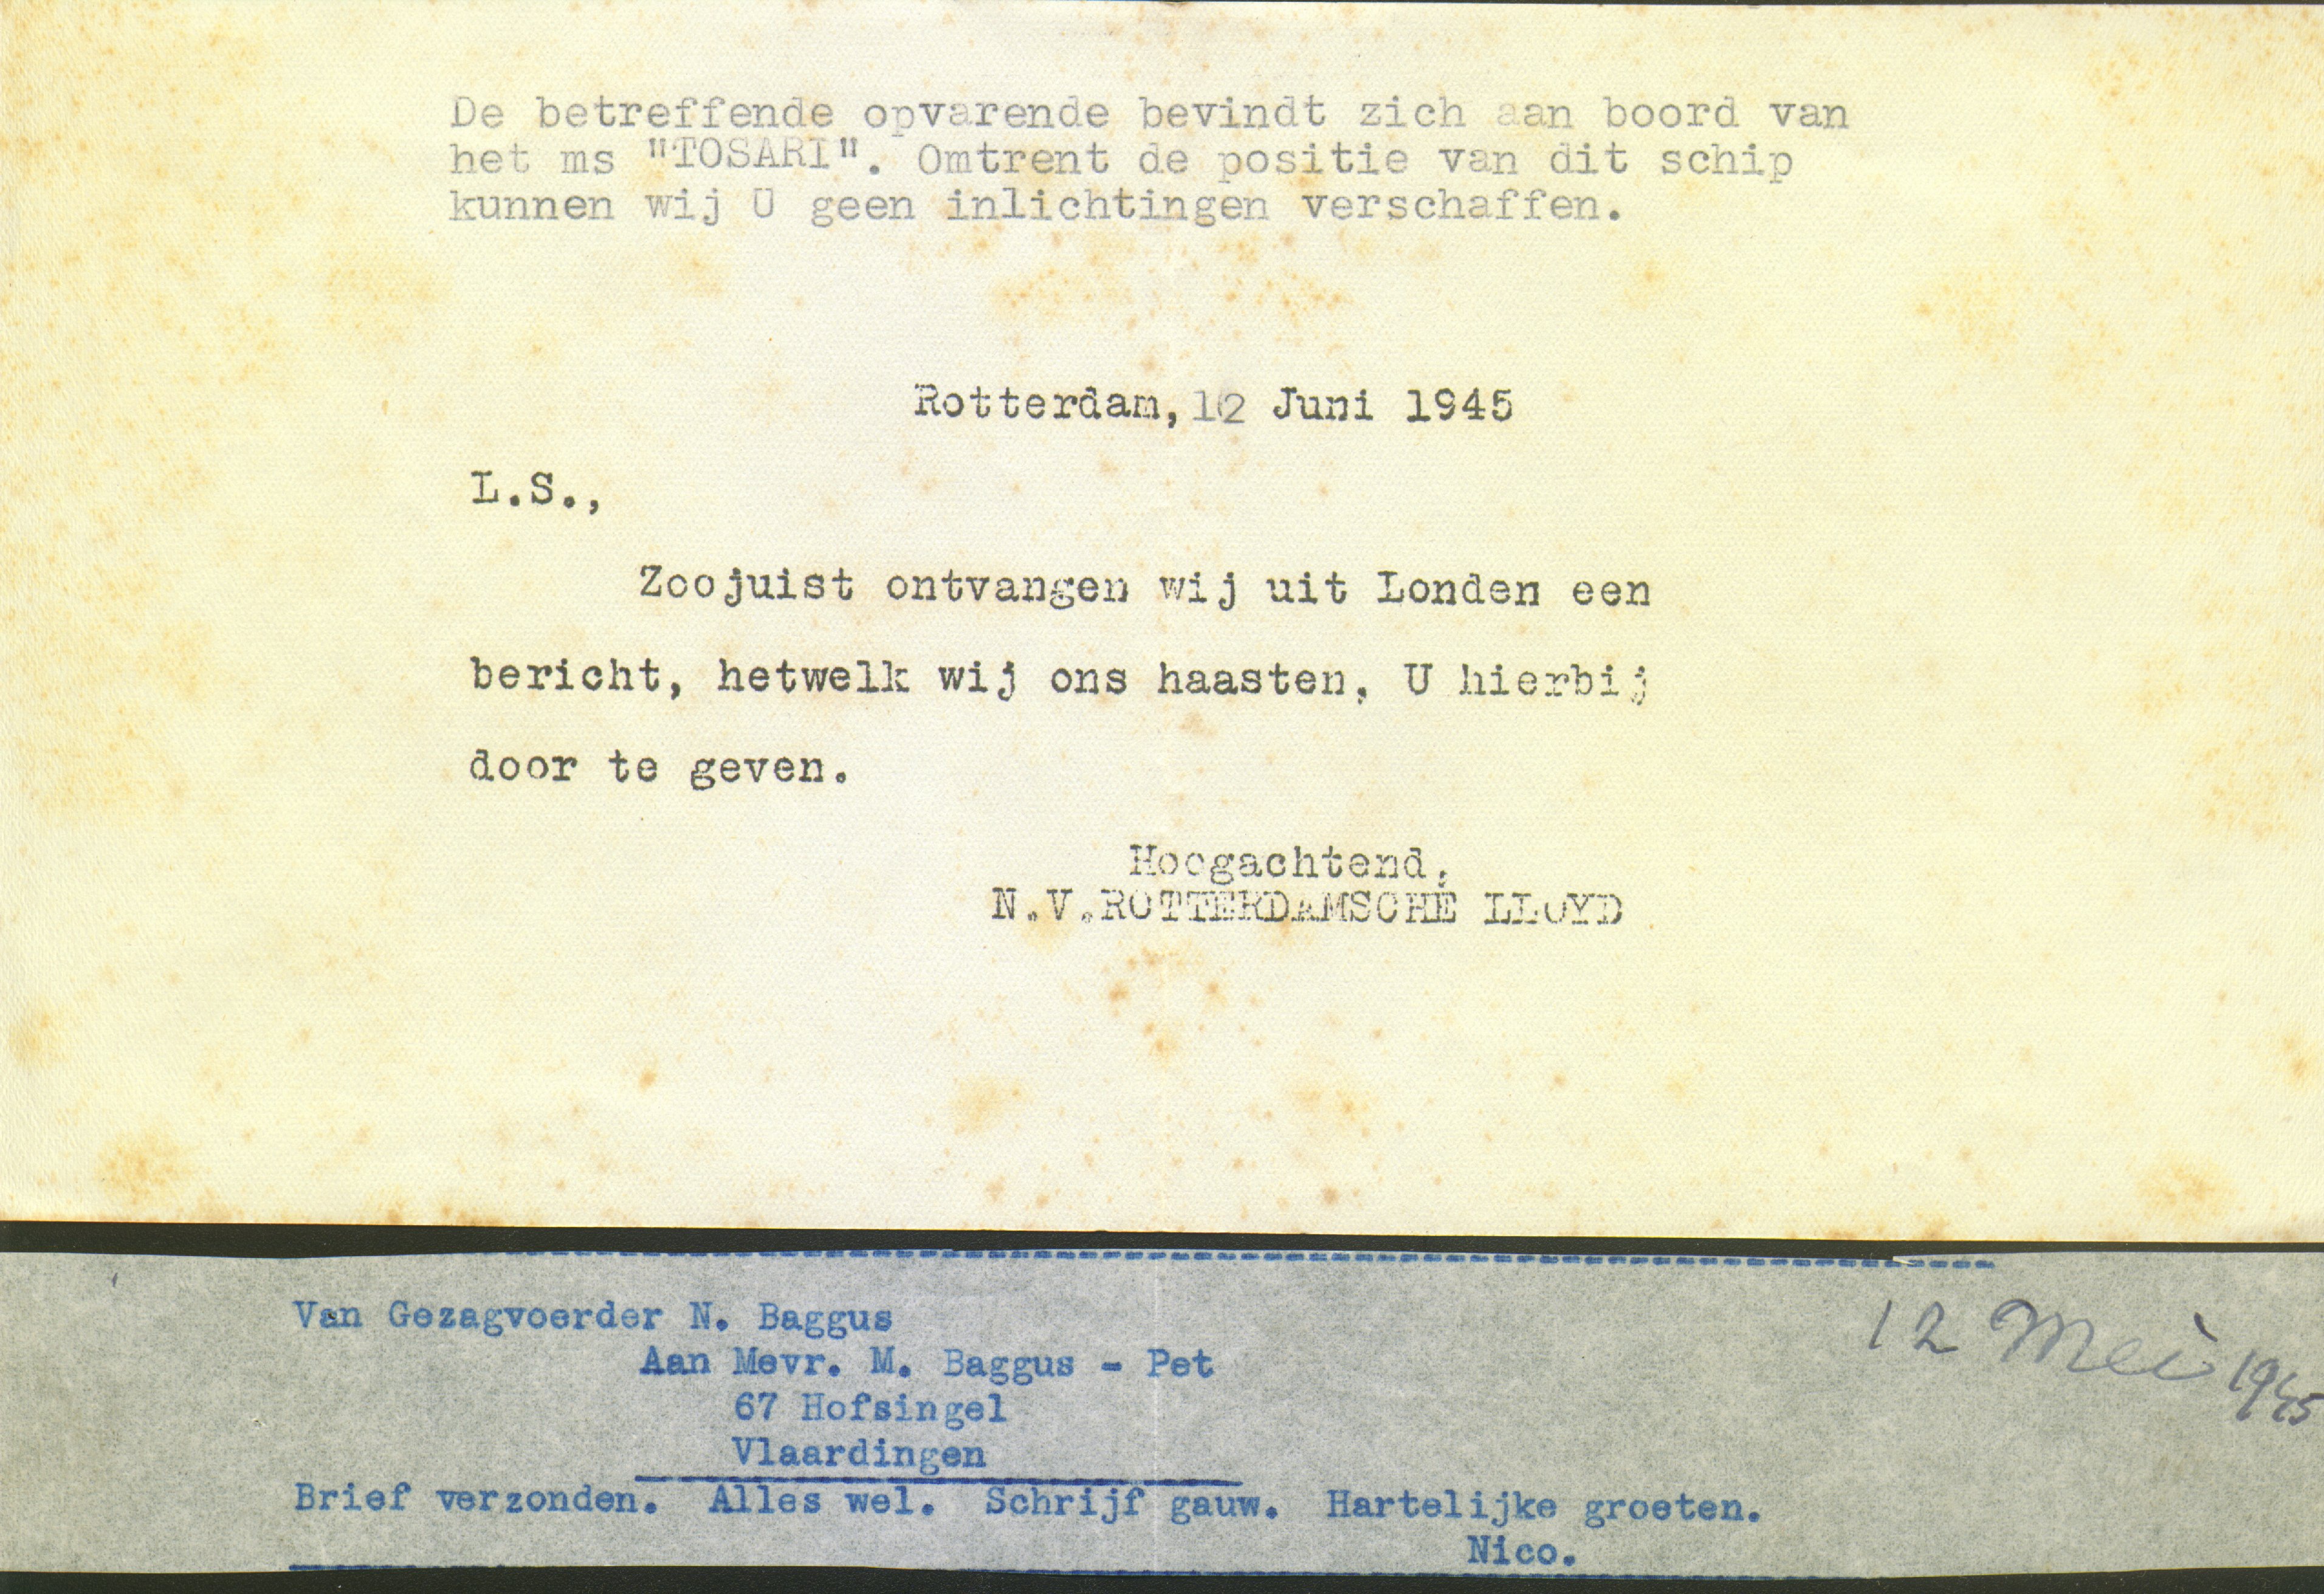 De betreffende opvarende bevindt zich aan boord van
het ms "TOSARI". Omtrent de positie van dit schip
kunnen wij U geen inlichtingen verschaffen.
Rotterdam, 12 Juni 1945
L.S.,
Zoojuist ontvangen wij uit Londen een
bericht, hetwelk wij ons haasten, U hierbij
door te geven.
Hoogachtend,
N.V.ROTTERDAMSCHE LLOYD
Van Gezagvoerder N. Baggus
12 Mei 1945
Aan Mevr. M. Baggus - Pet
67 Hofsingel
Vlaardingen
Brief verzonden. Alles wel. Schrijf gauw. Hartelijke groeten.
Nico.